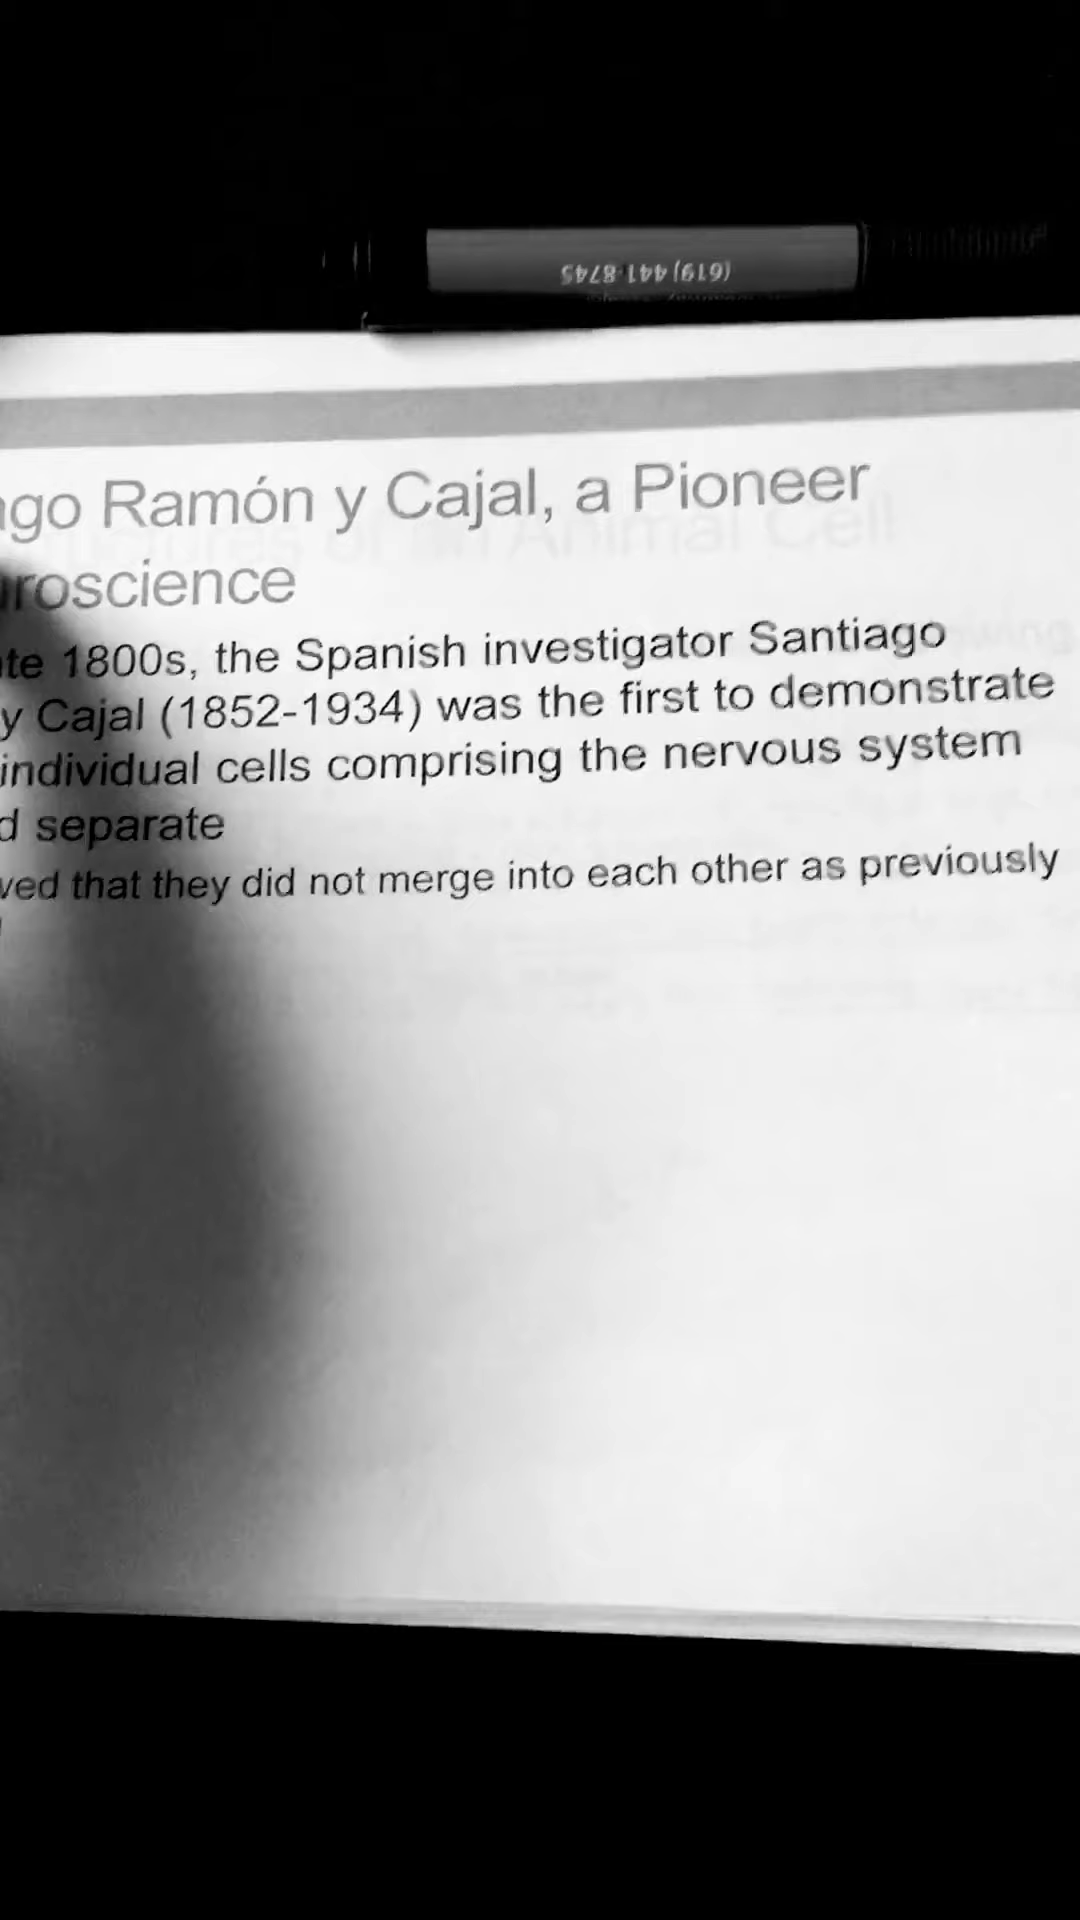 (619) 441-8745
ago Ramón y Cajal, a Pioneer
uroscience
te 1800s, the Spanish investigator Santiago
y Cajal (1852-1934) was the first to demonstrate
individual cells comprising the nervous system
d separate
ved that they did not merge into each other as previously